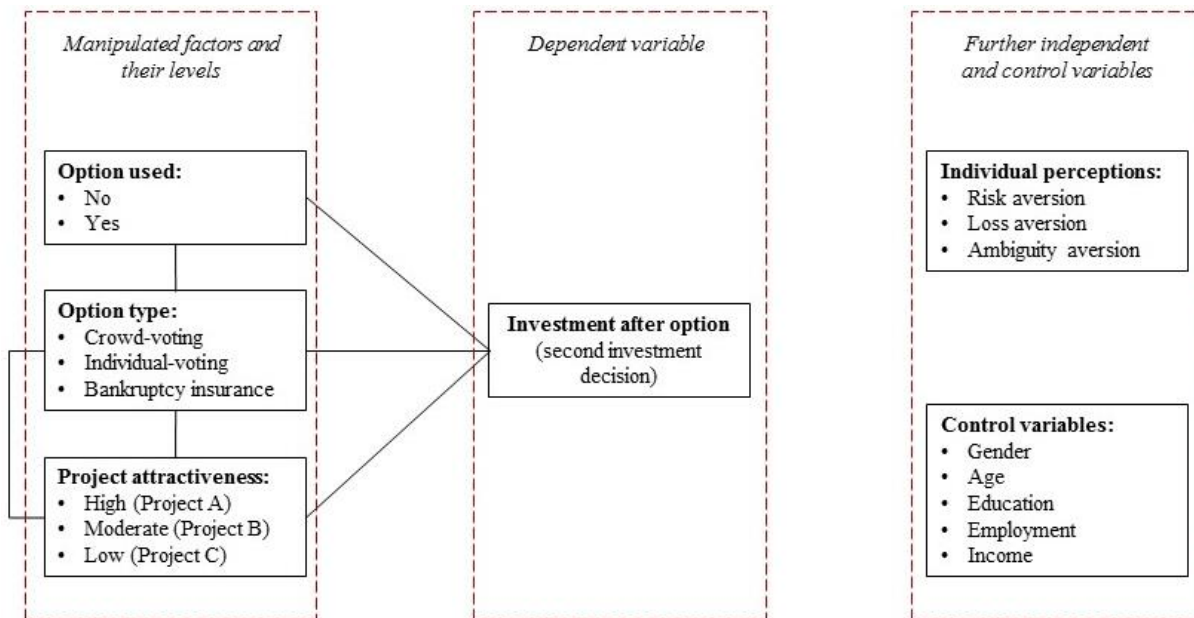 Manipulated factors and
their levels
Option used:
• No
• Yes
Option type:
• Crowd-voting
• Individual-voting
• Bankruptcy insurance
Project attractiveness:
• High (Project A)
• Moderate (Project B)
• Low (Project C)
Dependent variable
Investment after option
(second investment
decision)
Further independent
and control variables
Individual perceptions:
• Risk aversion
• Loss aversion
• Ambiguity aversion
Control variables:
• Gender
• Age
• Education
• Employment
• Income